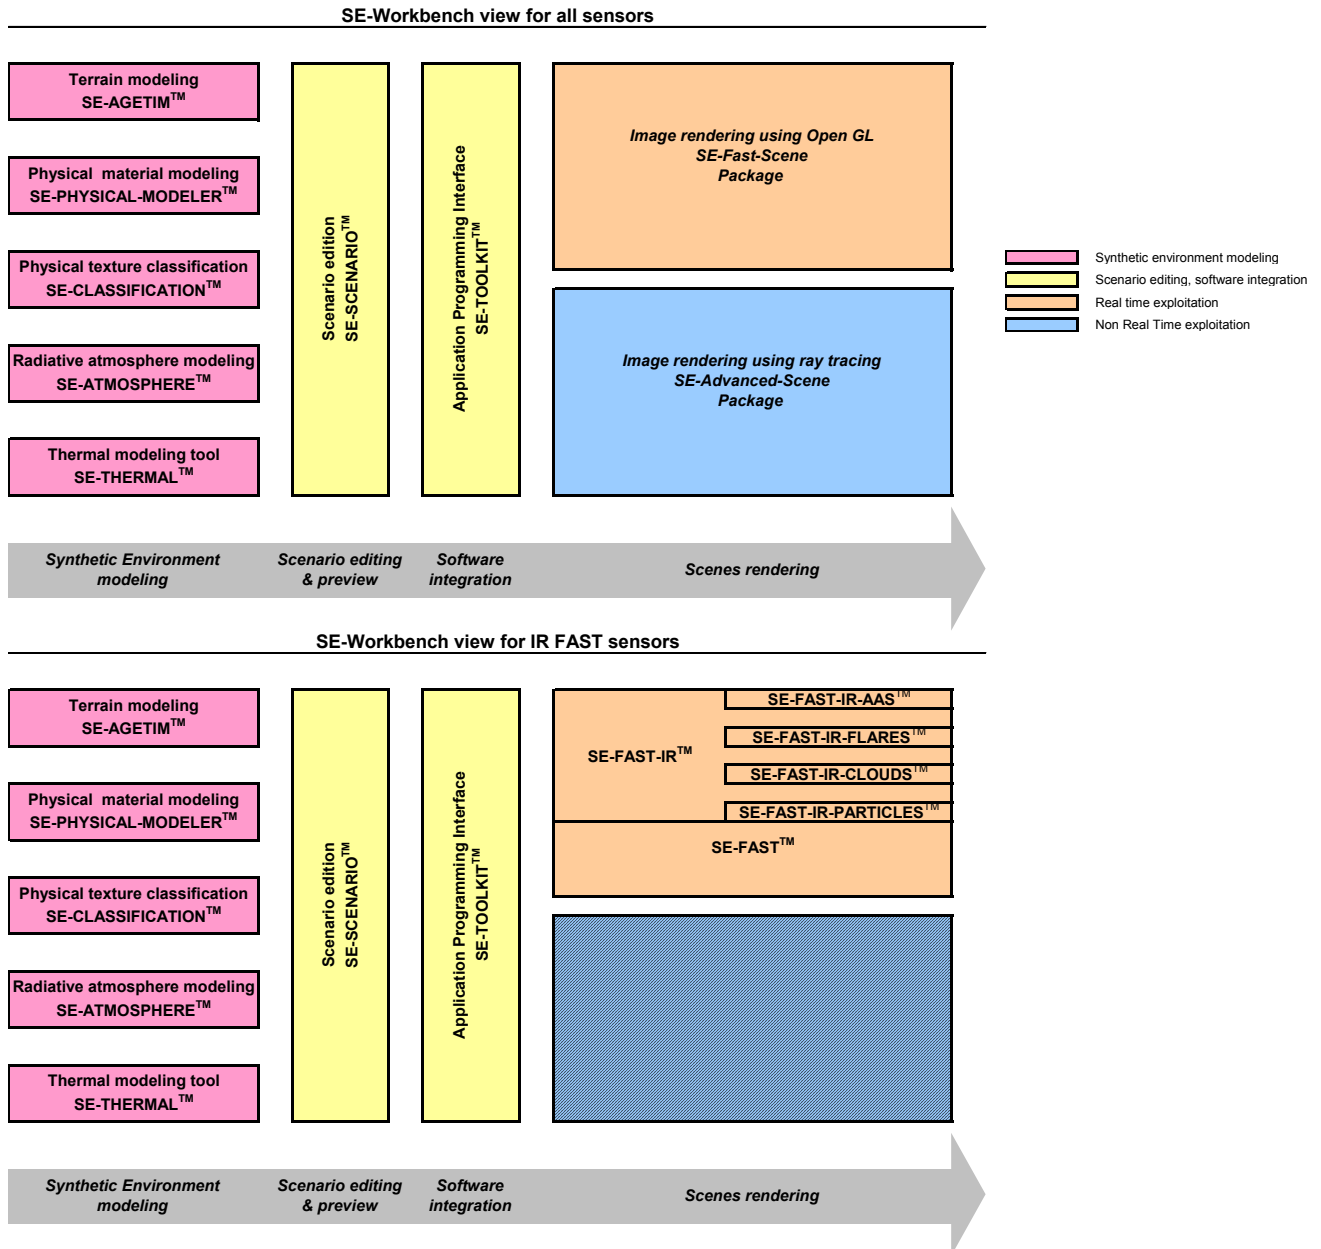 SE-Workbench view for all sensors
Terrain modeling
SE-AGETIM™
Physical material modeling
SE-PHYSICAL-MODELER™
Physical texture classification
SE-CLASSIFICATION™
Radiative atmosphere modeling
SE-ATMOSPHERE™
Thermal modeling tool
SE-THERMAL™
Scenario edition
SE-SCENARIO™
Application Programming Interface
SE-TOOLKIT™
Image rendering using Open GL
SE-Fast-Scene
Package
Image rendering using ray tracing
SE-Advanced-Scene
Package
Synthetic environment modeling
Scenario editing, software integration
Real time exploitation
Non Real Time exploitation
Synthetic Environment
modeling
Scenario editing
& preview
Software
integration
Scenes rendering
SE-Workbench view for IR FAST sensors
Terrain modeling
SE-AGETIM™
Physical material modeling
SE-PHYSICAL-MODELER™
Physical texture classification
SE-CLASSIFICATION™
Radiative atmosphere modeling
SE-ATMOSPHERE™
Thermal modeling tool
SE-THERMAL™
Scenario edition
SE-SCENARIO™
Application Programming Interface
SE-TOOLKIT™
SE-FAST-IR™
SE-FAST-IR-AAS™
SE-FAST-IR-FLARES™
SE-FAST-IR-CLOUDS™
SE-FAST-IR-PARTICLES™
SE-FAST™
Synthetic Environment
modeling
Scenario editing
& preview
Software
integration
Scenes rendering